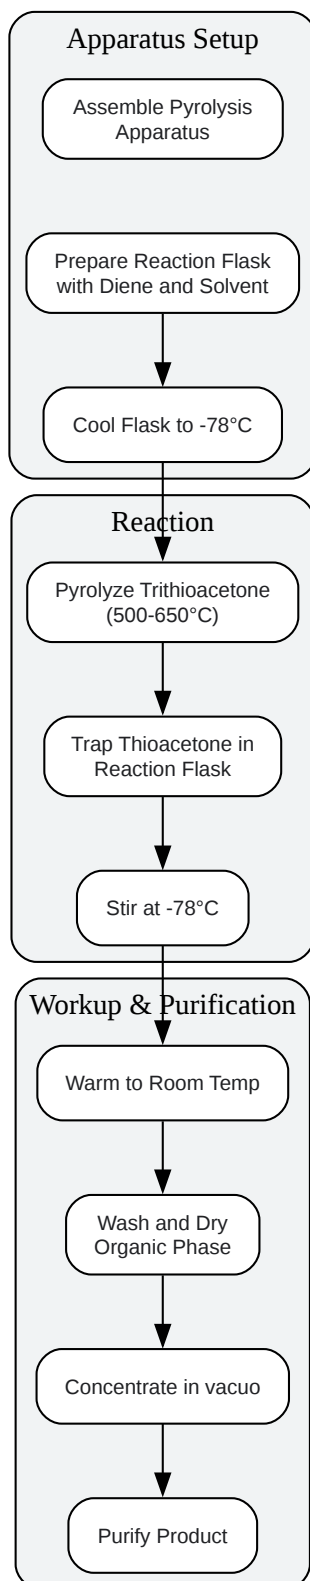 Apparatus Setup
Assemble Pyrolysis
Apparatus
Prepare Reaction Flask
with Diene and Solvent
Cool Flask to -78°C
Reaction
Pyrolyze Trithioacetone
(500-650°C)
Trap Thioacetone in
Reaction Flask
Stir at -78°C
Workup & Purification
Warm to Room Temp
Wash and Dry
Organic Phase
Concentrate in vacuo
Purify Product